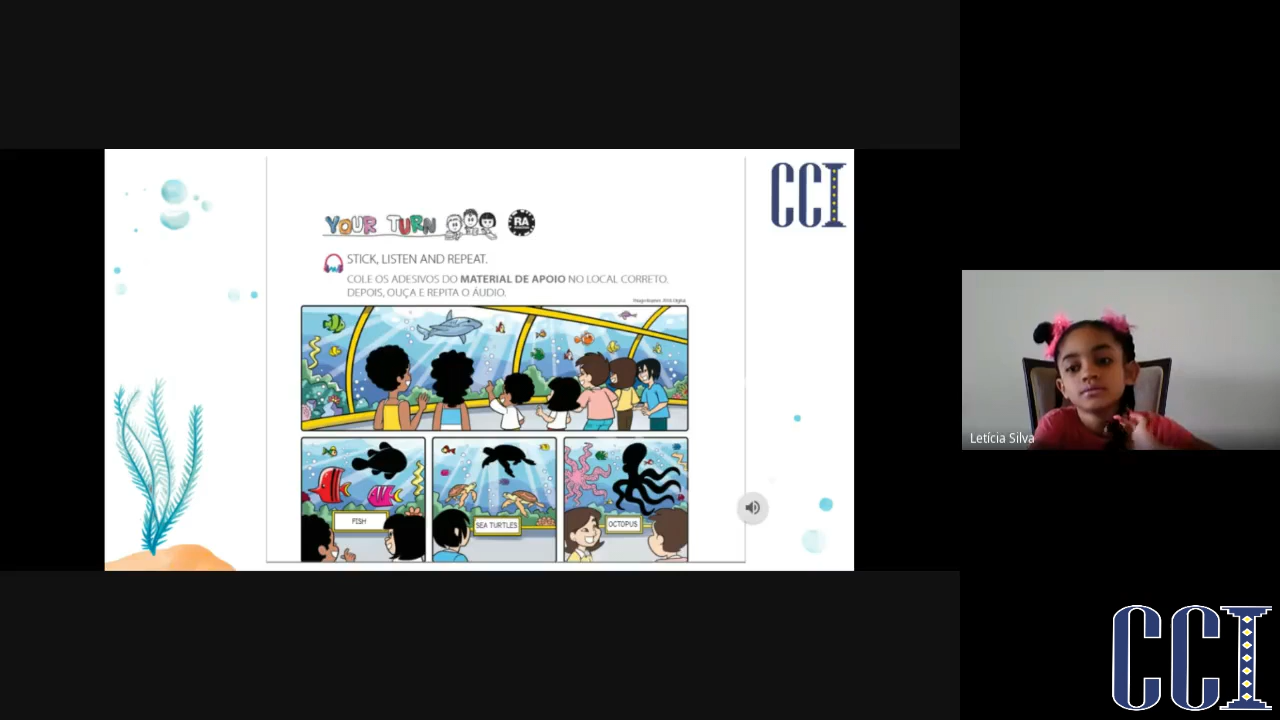 CCI
YOUR TURN
RA
STICK, LISTEN AND REPEAT.
COLE OS ADESIVOS DO MATERIAL DE APOIO NO LOCAL CORRETO.
DEPOIS, OUÇA E REPITA O ÁUDIO.
FISH
SEA TURTLES
OCTOPUS
Letícia Silva
CCI